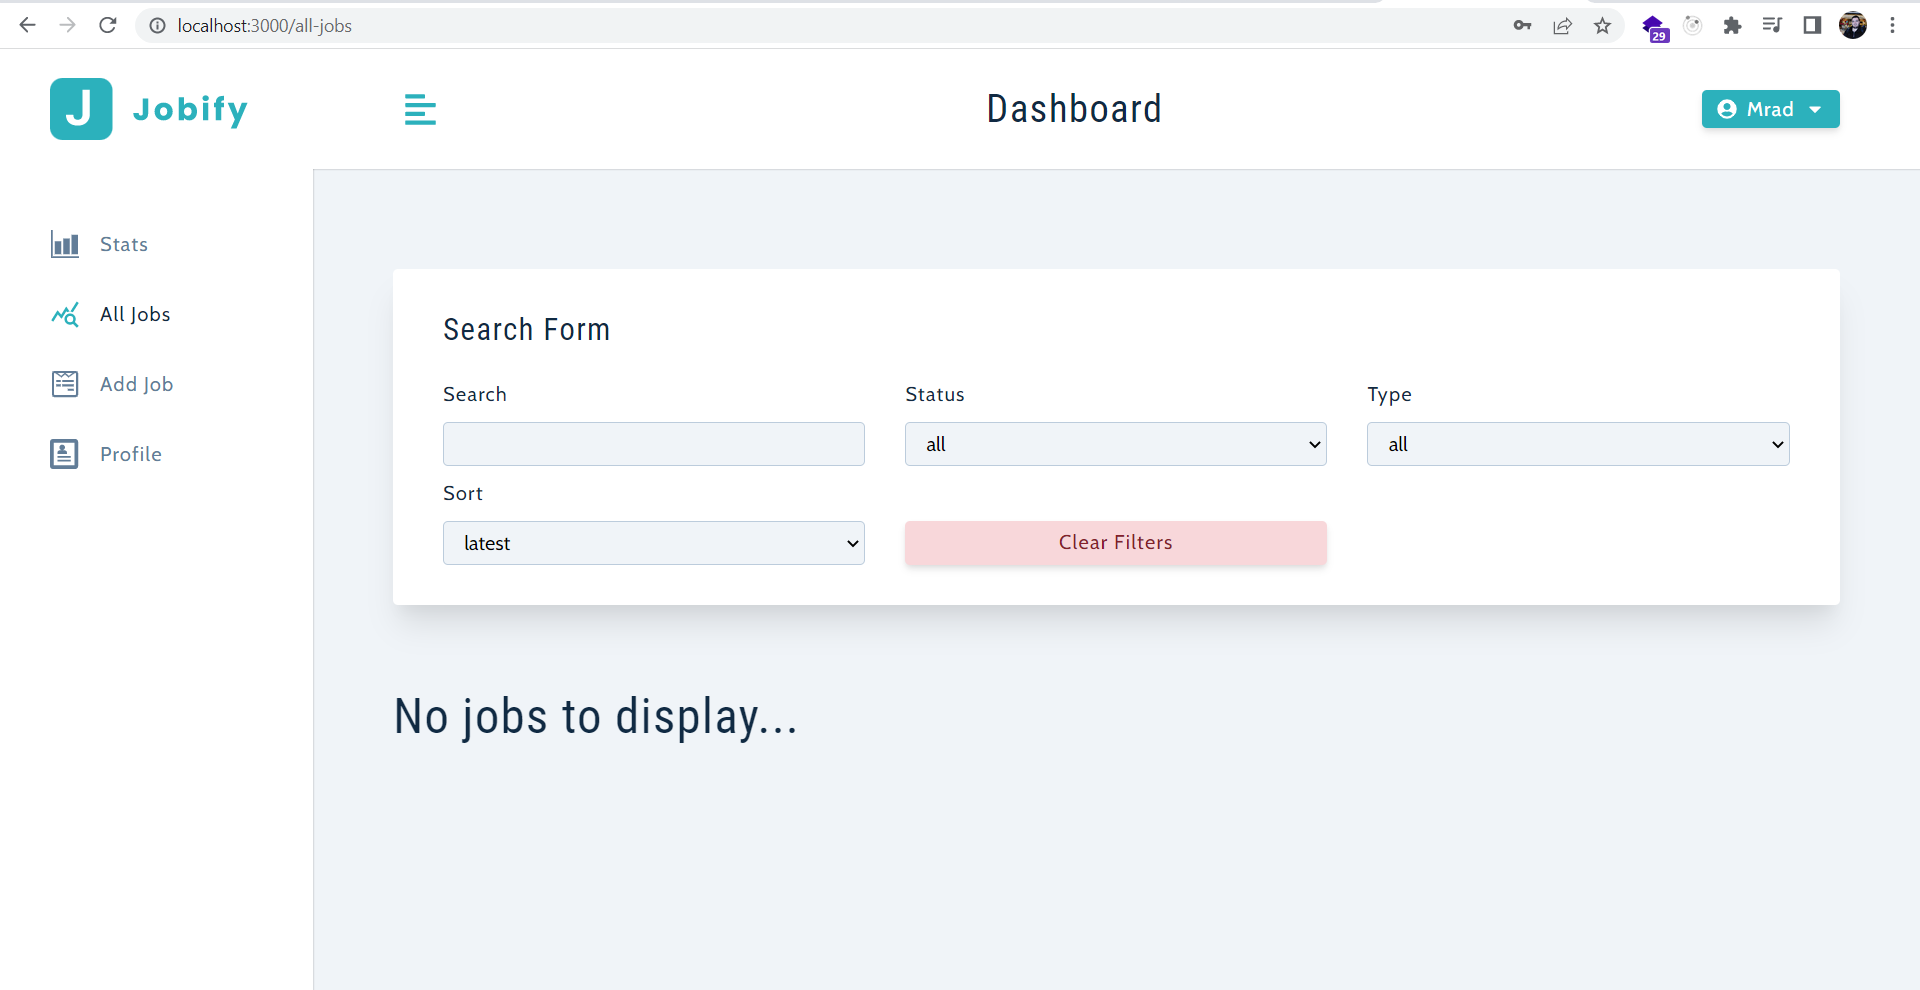 localhost:3000/all-jobs
29
J Jobify
Dashboard
Mrad
Stats
All Jobs
Add Job
Profile
Search Form
Search
Status
Type
all
all
Sort
latest
Clear Filters
No jobs to display...